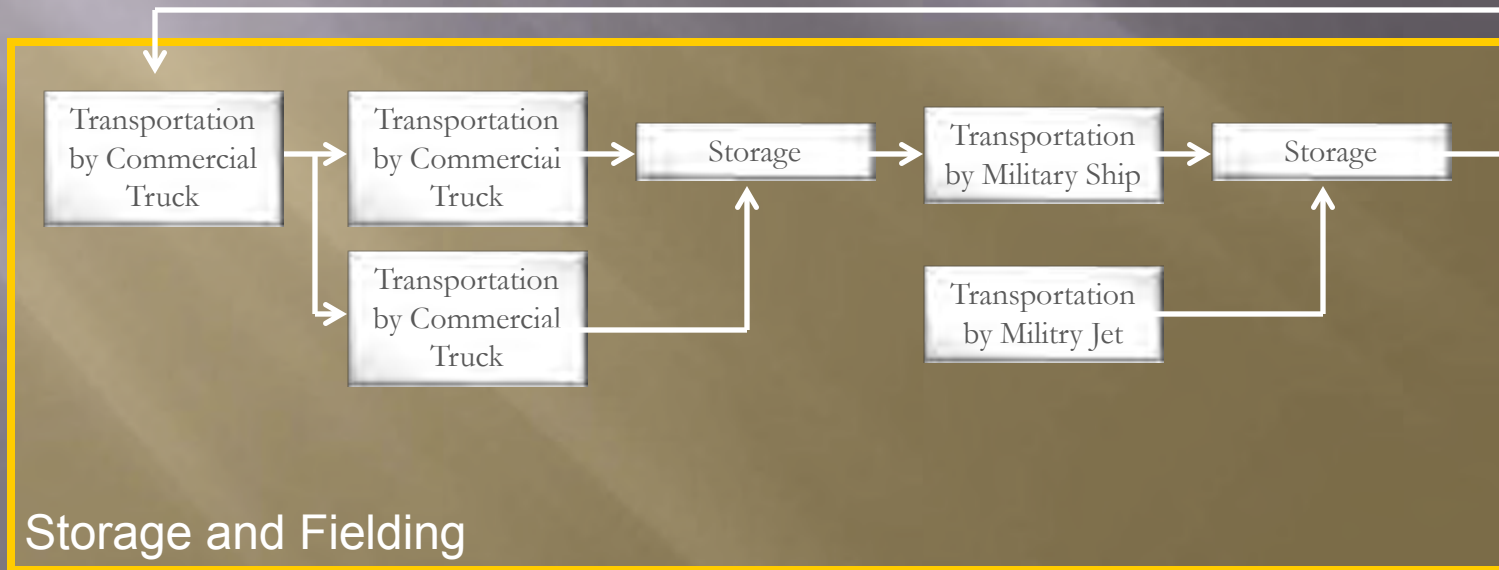 Transportation
by Commercial
Truck
Transportation
by Commercial
Truck
Storage
Transportation
by Military Ship
Storage
Transportation
by Commercial
Truck
Transportation
by Militry Jet
Storage and Fielding